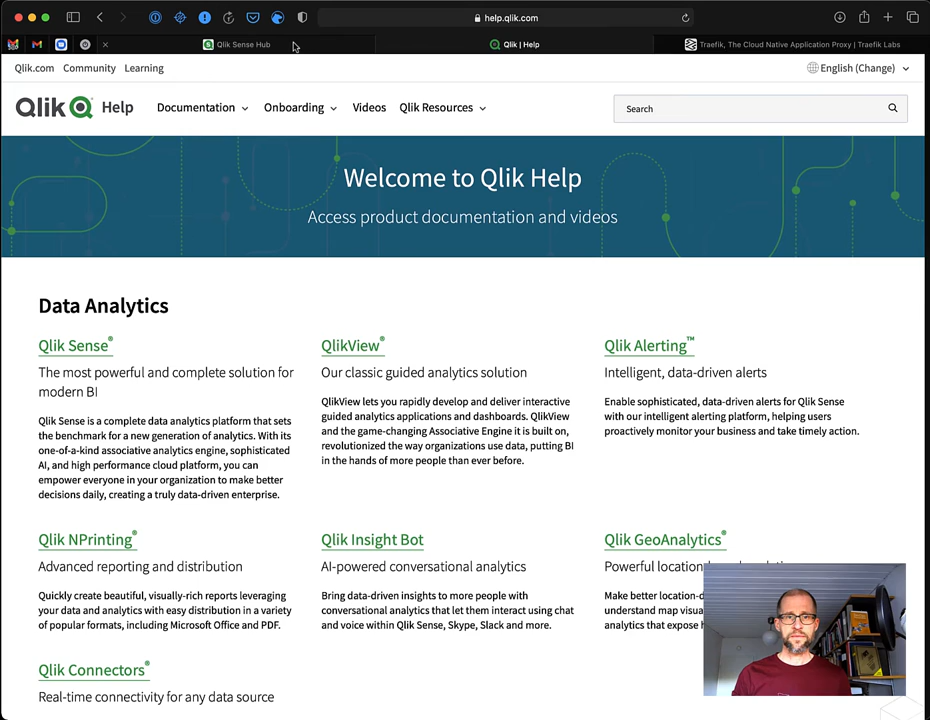 help.qlik.com
Qlik Sense Hub
Qlik | Help
Traefik, The Cloud Native Application Proxy | Traefik Labs
Qlik.com Community Learning
English (Change)
Qlik Help
Documentation Onboarding Videos Qlik Resources
Search
Welcome to Qlik Help
Access product documentation and videos
Data Analytics
Qlik Sense®
The most powerful and complete solution for
modern BI
Qlik Sense is a complete data analytics platform that sets
the benchmark for a new generation of analytics. With its
one-of-a-kind associative analytics engine, sophisticated
AI, and high performance cloud platform, you can
empower everyone in your organization to make better
decisions daily, creating a truly data-driven enterprise.
QlikView®
Our classic guided analytics solution
QlikView lets you rapidly develop and deliver interactive
guided analytics applications and dashboards. QlikView
and the game-changing Associative Engine it is built on,
revolutionized the way organizations use data, putting BI
in the hands of more people than ever before.
Qlik Alerting™
Intelligent, data-driven alerts
Enable sophisticated, data-driven alerts for Qlik Sense
with our intelligent alerting platform, helping users
proactively monitor your business and take timely action.
Qlik NPrinting®
Advanced reporting and distribution
Quickly create beautiful, visually-rich reports leveraging
your data and analytics with easy distribution in a variety
of popular formats, including Microsoft Office and PDF.
Qlik Insight Bot
AI-powered conversational analytics
Bring data-driven insights to more people with
conversational analytics that let them interact using chat
and voice within Qlik Sense, Skype, Slack and more.
Qlik GeoAnalytics®
Powerful location
Make better location-d
understand map visua
analytics that expose
Qlik Connectors®
Real-time connectivity for any data source